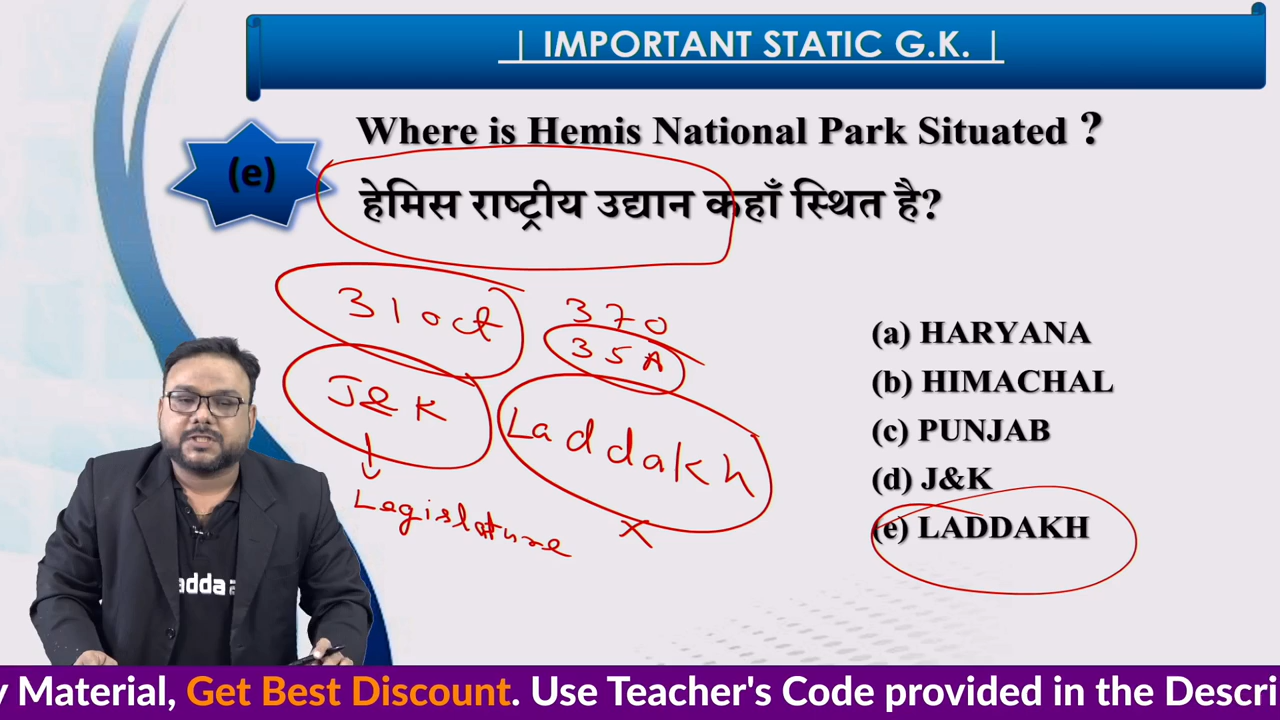 | IMPORTANT STATIC G.K. |
(e)
Where is Hemis National Park Situated ?
हेमिस राष्ट्रीय उद्यान कहाँ स्थित है?
31 oct
370
35A
J&K
Laddakh
Legislature
X
(a) HARYANA
(b) HIMACHAL
(c) PUNJAB
(d) J&K
(e) LADDAKH
adda
y Material, Get Best Discount. Use Teacher's Code provided in the Descri